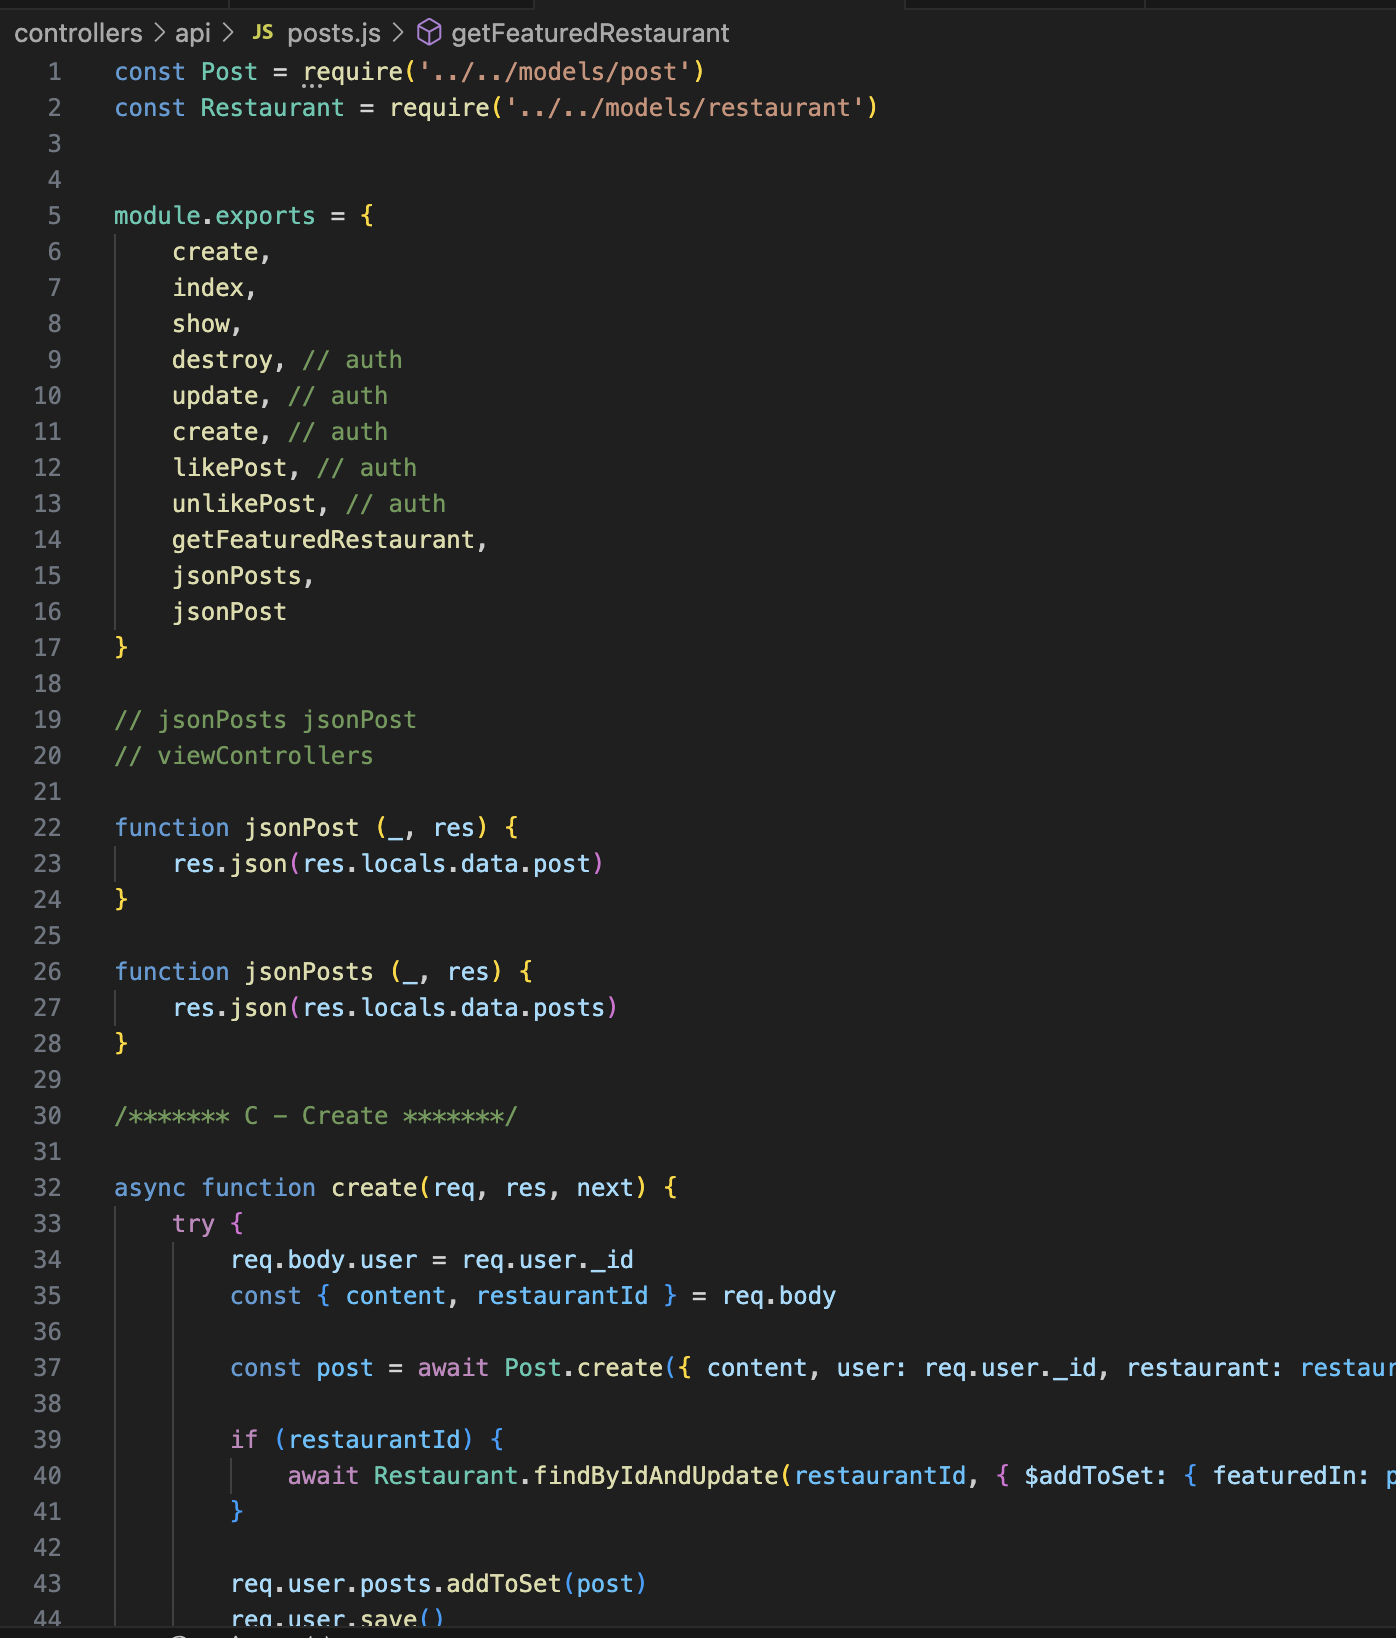 controllers > api > JS posts.js > getFeaturedRestaurant
1 const Post = require('../../models/post')
2 const Restaurant = require('../../models/restaurant')
3
4
5 module.exports = {
6 create,
7 index,
8 show,
9 destroy, // auth
10 update, // auth
11 create, // auth
12 likePost, // auth
13 unlikePost, // auth
14 getFeaturedRestaurant,
15 jsonPosts,
16 jsonPost
17 }
18
19 // jsonPosts jsonPost
20 // viewControllers
21
22 function jsonPost (_, res) {
23 res.json(res.locals.data.post)
24 }
25
26 function jsonPosts (_, res) {
27 res.json(res.locals.data.posts)
28 }
29
30 /******* C - Create *******/
31
32 async function create(req, res, next) {
33 try {
34 req.body.user = req.user._id
35 const { content, restaurantId } = req.body
36
37 const post = await Post.create({ content, user: req.user._id, restaurant: restaur
38
39 if (restaurantId) {
40 await Restaurant.findByIdAndUpdate(restaurantId, { $addToSet: { featuredIn: p
41 }
42
43 req.user.posts.addToSet(post)
44 req.user.save()